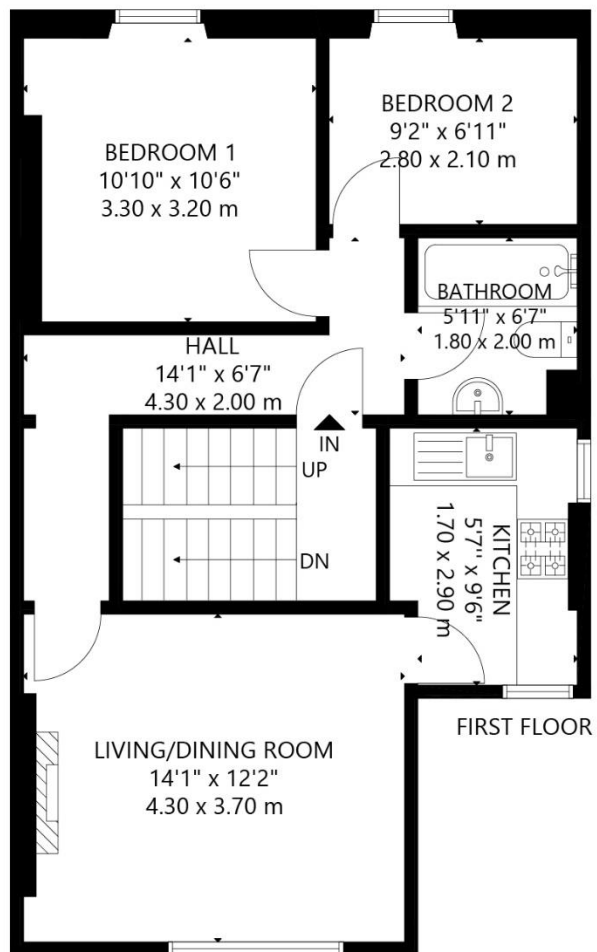 BEDROOM 1
10'10" x 10'6"
3.30 x 3.20 m
BEDROOM 2
9'2" x 6'11"
2.80 x 2.10 m
BATHROOM
5'11" x 6'7"
1.80 x 2.00 m
HALL
14'1" x 6'7"
4.30 x 2.00 m
IN
UP
DN
KITCHEN
5'7" x 9'6"
1.70 x 2.90 m
FIRST FLOOR
LIVING/DINING ROOM
14'1" x 12'2"
4.30 x 3.70 m